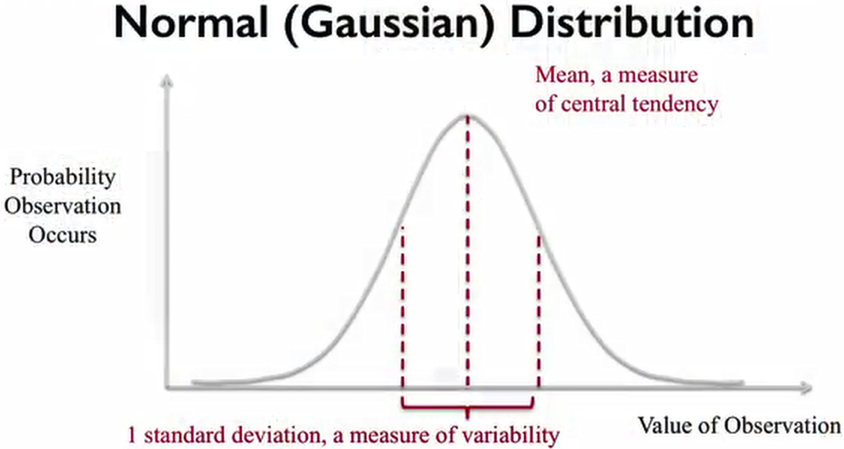 Normal (Gaussian) Distribution
Mean, a measure
of central tendency
Probability
Observation
Occurs
Value of Observation
1 standard deviation, a measure of variability